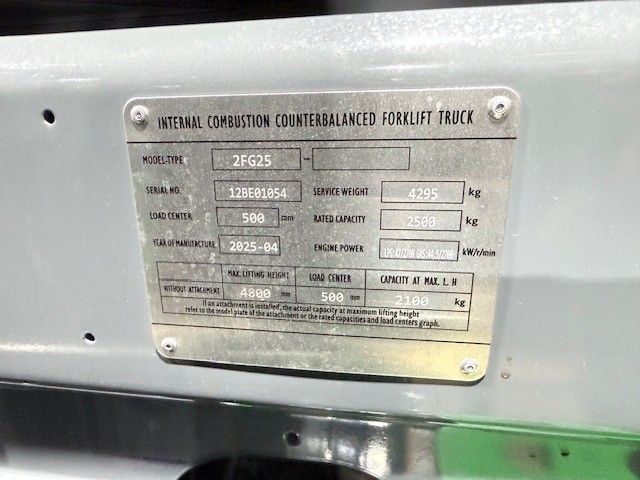 INTERNAL COMBUSTION COUNTERBALANCED FORKLIFT TRUCK
MODEL-TYPE 2FG25 -
SERIAL NO. 12BE01054 SERVICE WEIGHT 4295 kg
LOAD CENTER 500 mm RATED CAPACITY 2500 kg
YEAR OF MANUFACTURE 2025-04 ENGINE POWER kW/r/min
MAX. LIFTING HEIGHT LOAD CENTER CAPACITY AT MAX. L. H
WITHOUT ATTACHMENT 4800 mm 500 mm 2100 kg
If an attachment is installed, the actual capacity at maximum lifting height
refer to the model plate of the attachment or the rated capacities and load centers graph.